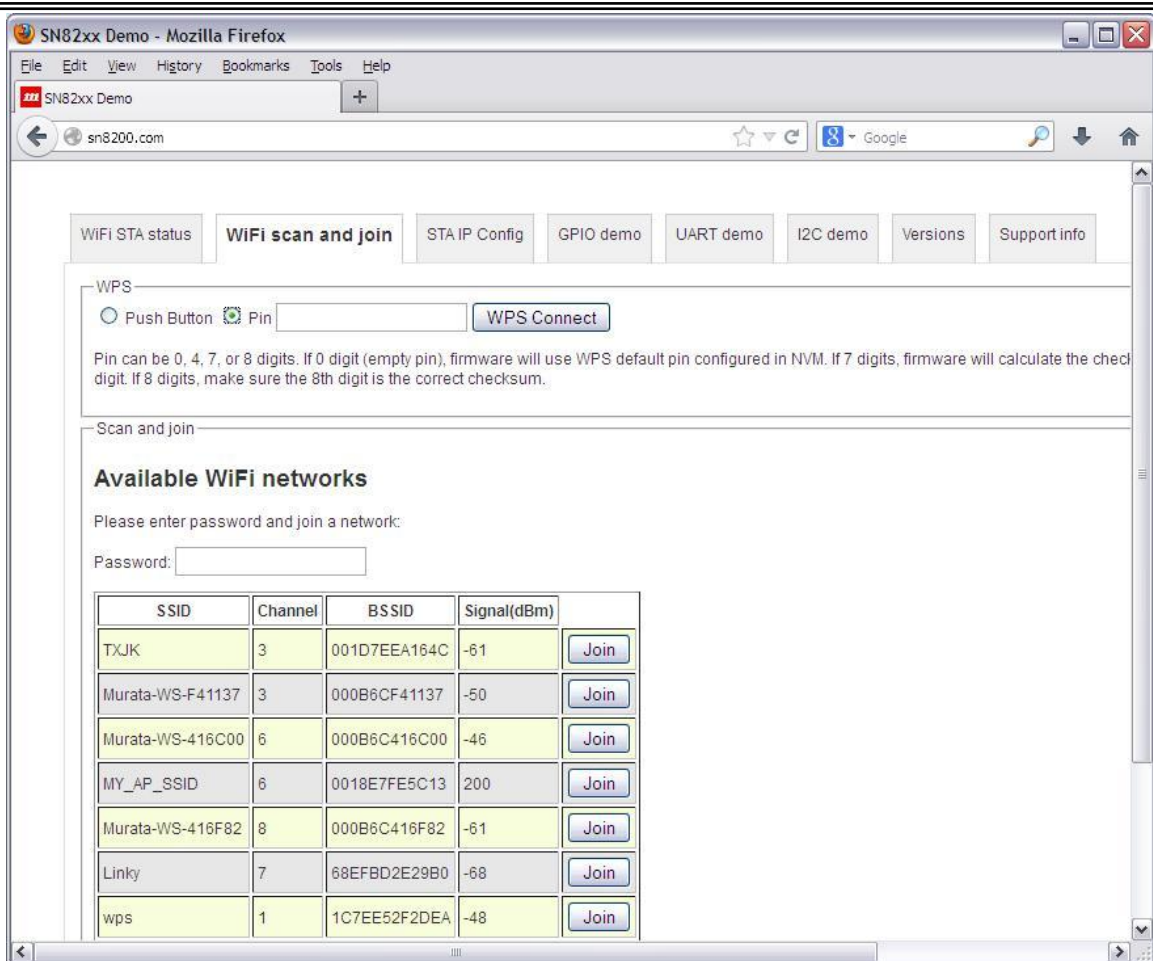 SN82xx Demo - Mozilla Firefox
File Edit View History Bookmarks Tools Help
m SN82xx Demo +
sn8200.com 8 Google
WiFi STA status WiFi scan and join STA IP Config GPIO demo UART demo I2C demo Versions Support info
WPS
Push Button Pin WPS Connect
Pin can be 0, 4, 7, or 8 digits. If 0 digit (empty pin), firmware will use WPS default pin configured in NVM. If 7 digits, firmware will calculate the check
digit. If 8 digits, make sure the 8th digit is the correct checksum.
Scan and join
Available WiFi networks
Please enter password and join a network:
Password:
SSID Channel BSSID Signal(dBm)
TXJK 3 001D7EEA164C -61 Join
Murata-WS-F41137 3 000B6CF41137 -50 Join
Murata-WS-416C00 6 000B6C416C00 -46 Join
MY_AP_SSID 6 0018E7FE5C13 200 Join
Murata-WS-416F82 8 000B6C416F82 -61 Join
Linky 7 68EFBD2E29B0 -68 Join
wps 1 1C7EE52F2DEA -48 Join